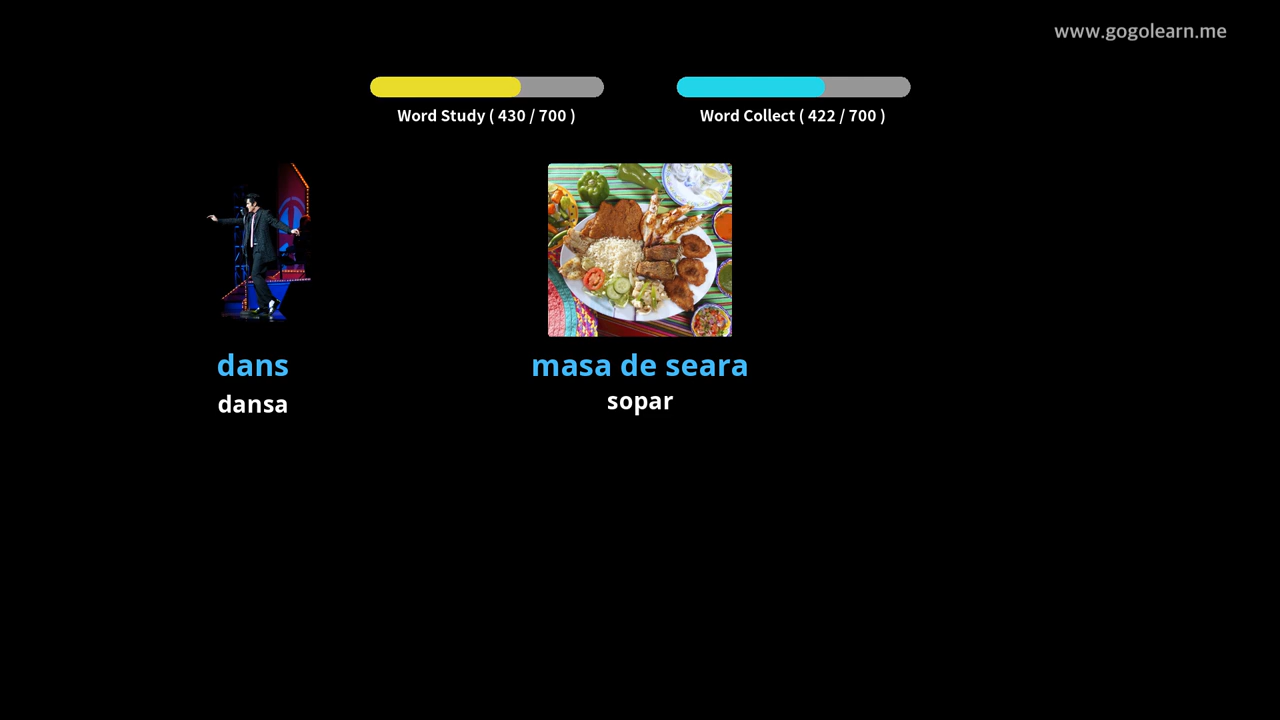 www.gogolearn.me
Word Study ( 430 / 700 )
Word Collect ( 422 / 700 )
dans
dansa
masa de seara
sopar